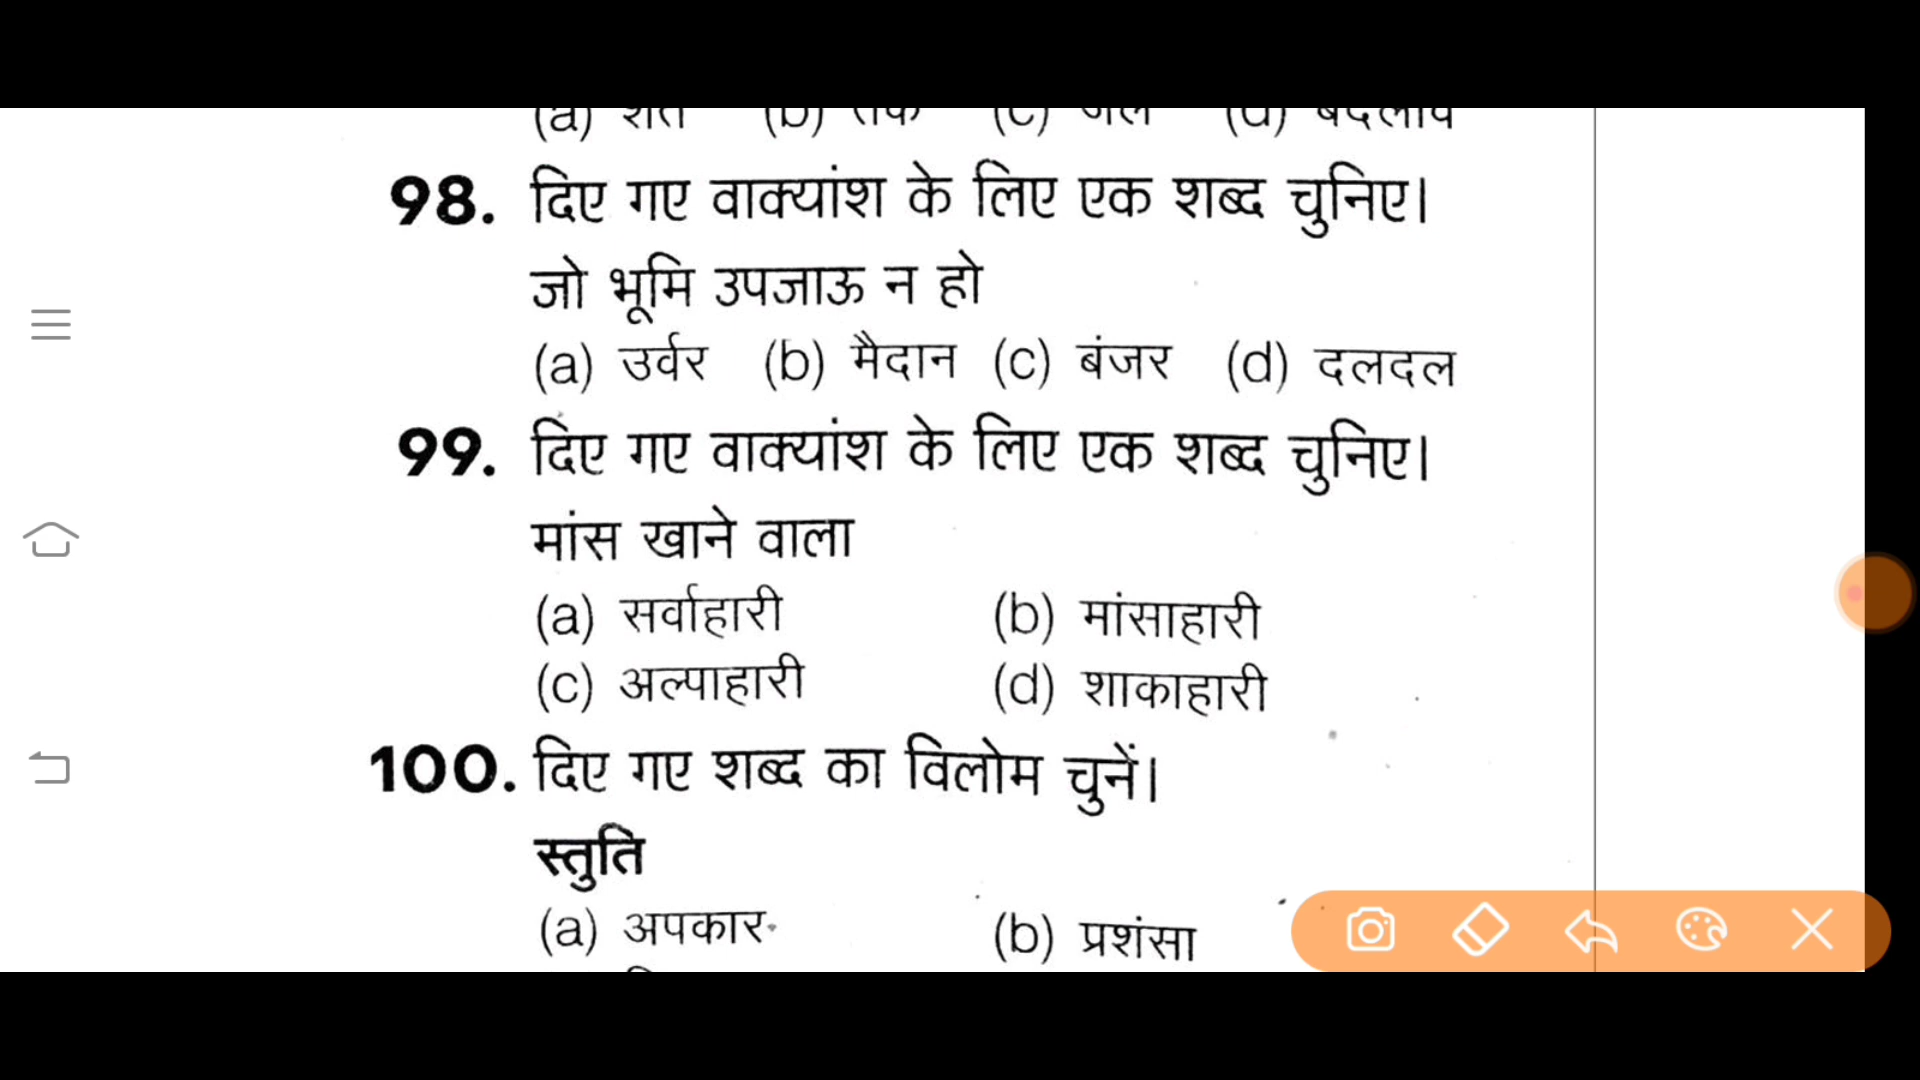 98. दिए गए वाक्यांश के लिए एक शब्द चुनिए।
जो भूमि उपजाऊ न हो
(a) उर्वर (b) मैदान (c) बंजर (d) दलदल
99. दिए गए वाक्यांश के लिए एक शब्द चुनिए।
मांस खाने वाला
(a) सर्वाहारी (b) मांसाहारी
(c) अल्पाहारी (d) शाकाहारी
100. दिए गए शब्द का विलोम चुनें।
स्तुति
(a) अपकार (b) प्रशंसा